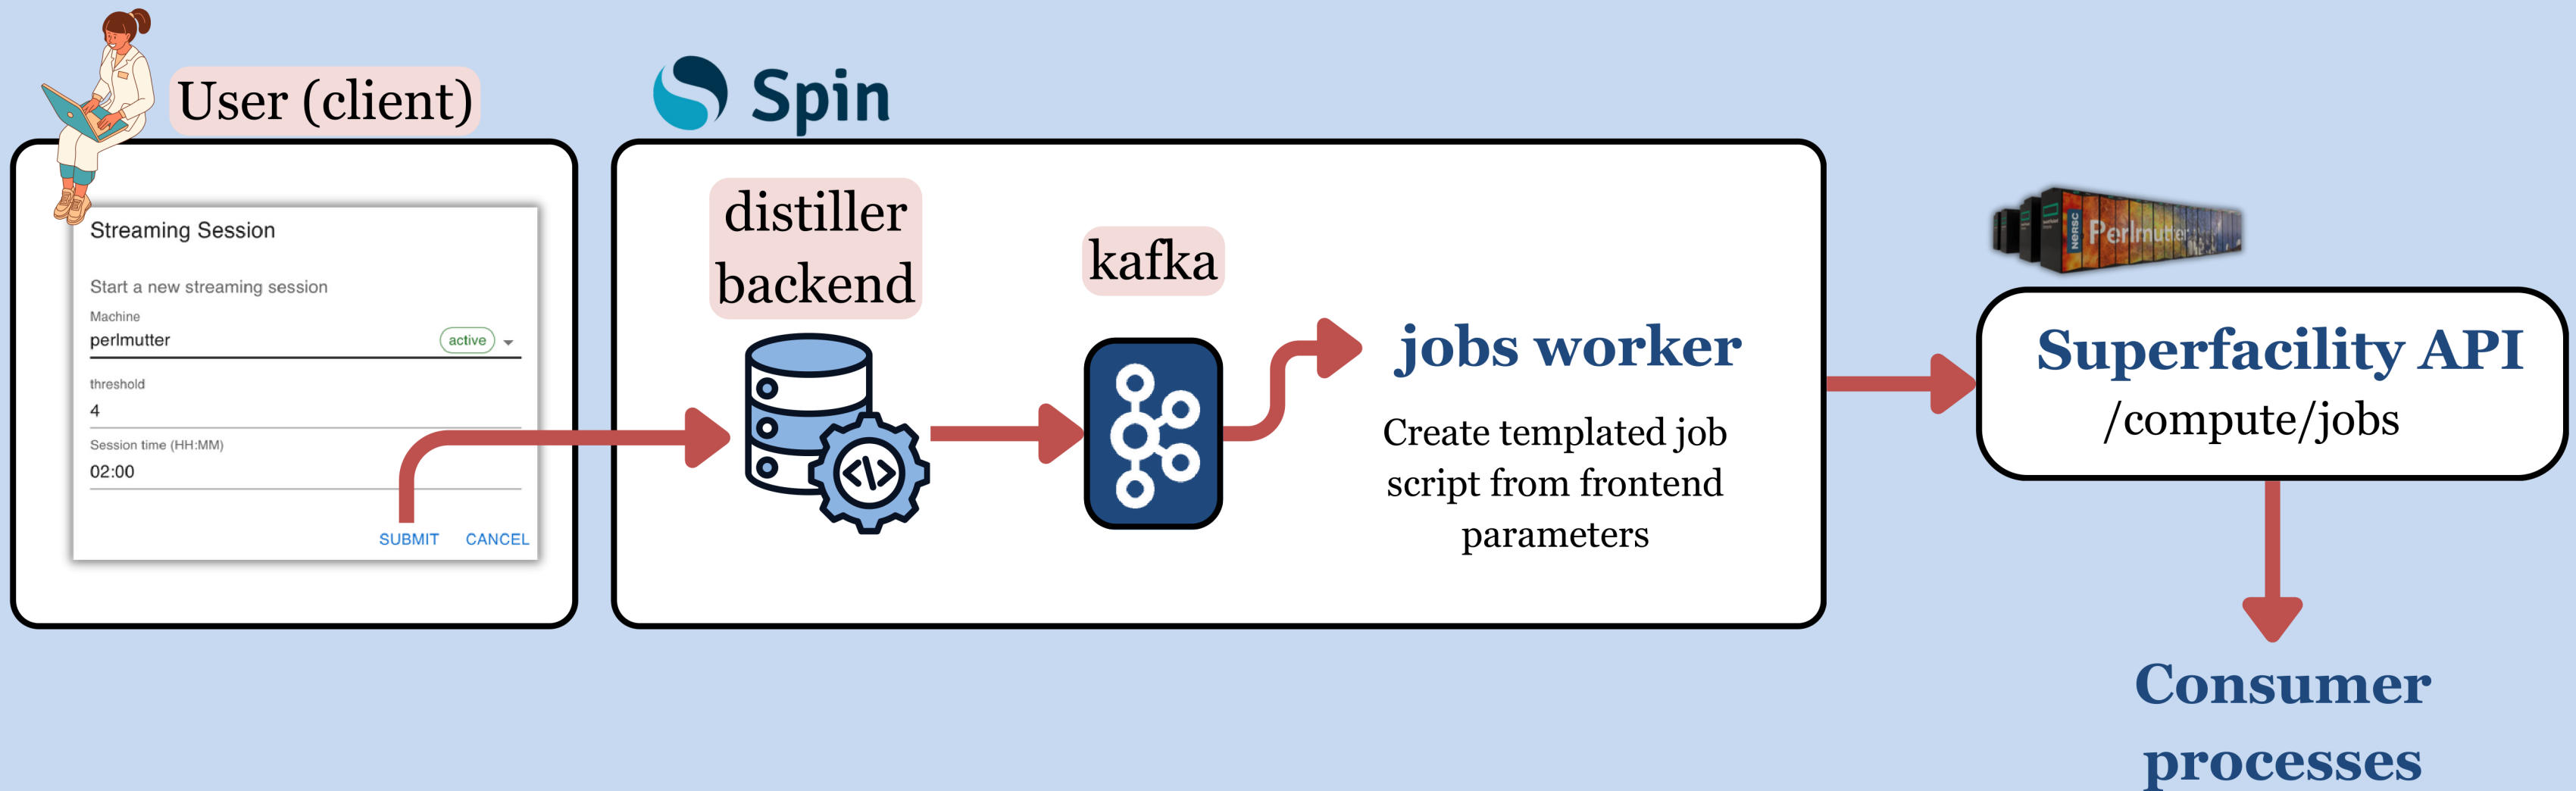 User (client)
Streaming Session
Start a new streaming session
Machine
perlmutter
active
threshold
4
Session time (HH:MM)
02:00
SUBMIT CANCEL
Spin
distiller
backend
kafka
jobs worker
Create templated job
script from frontend
parameters
NERSC
Perlmutter
Superfacility API
/compute/jobs
Consumer
processes